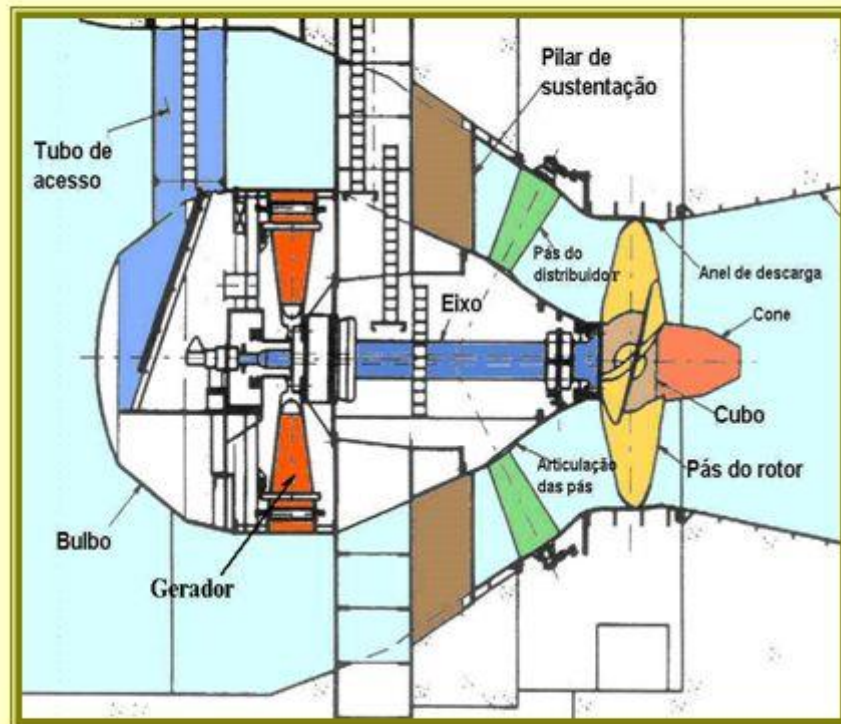 Pilar de
sustentação
Tubo de
acesso
Pás do
distribuidor
Anel de descarga
Eixo
Cone
Cubo
Articulação
das pás
Pás do rotor
Bulbo
Gerador